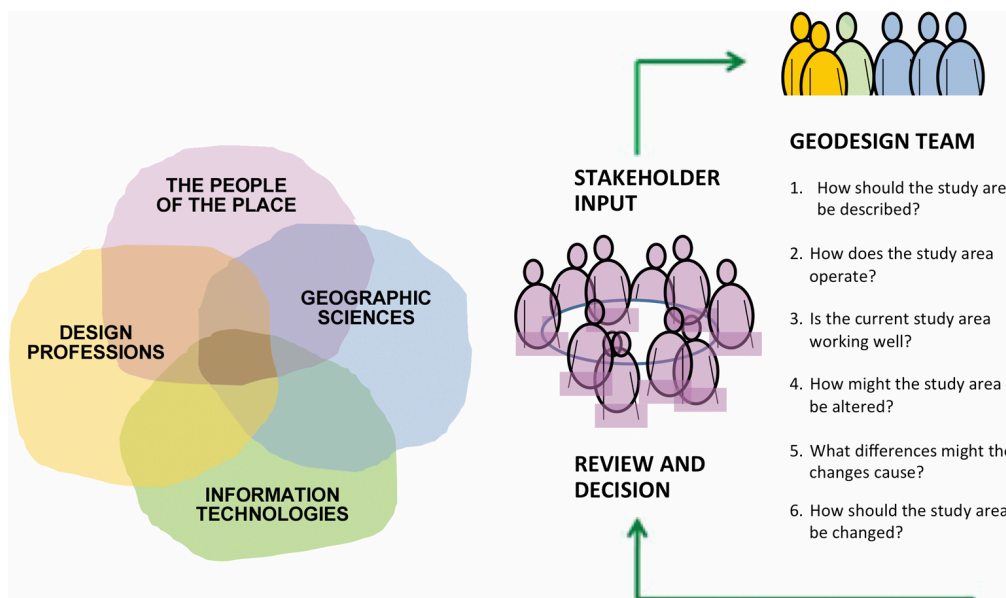 THE PEOPLE
OF THE PLACE
GEOGRAPHIC
SCIENCES
DESIGN
PROFESSIONS
INFORMATION
TECHNOLOGIES
STAKEHOLDER
INPUT
REVIEW AND
DECISION
GEODESIGN TEAM
1. How should the study are
be described?
2. How does the study area
operate?
3. Is the current study area
working well?
4. How might the study area
be altered?
5. What differences might the
changes cause?
6. How should the study area
be changed?